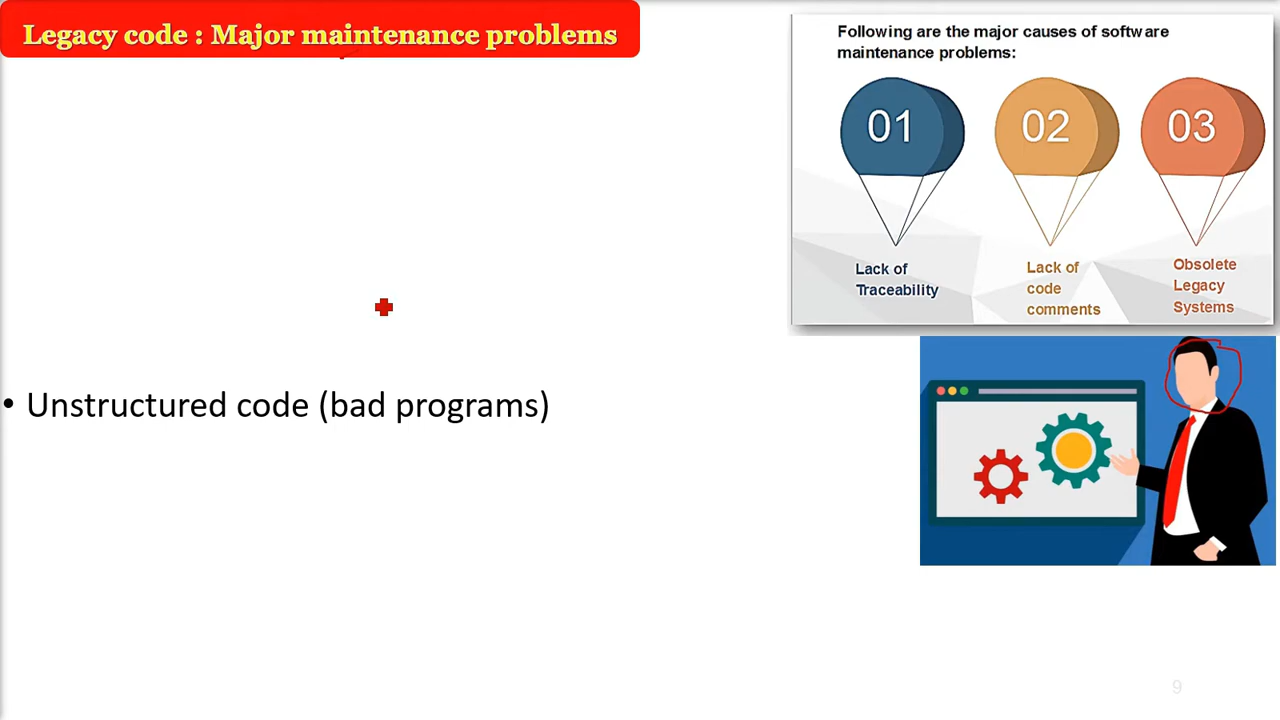 Legacy code : Major maintenance problems
Following are the major causes of software
maintenance problems:
01
02
03
Lack of
Traceability
Lack of
code
comments
Obsolete
Legacy
Systems
• Unstructured code (bad programs)
9